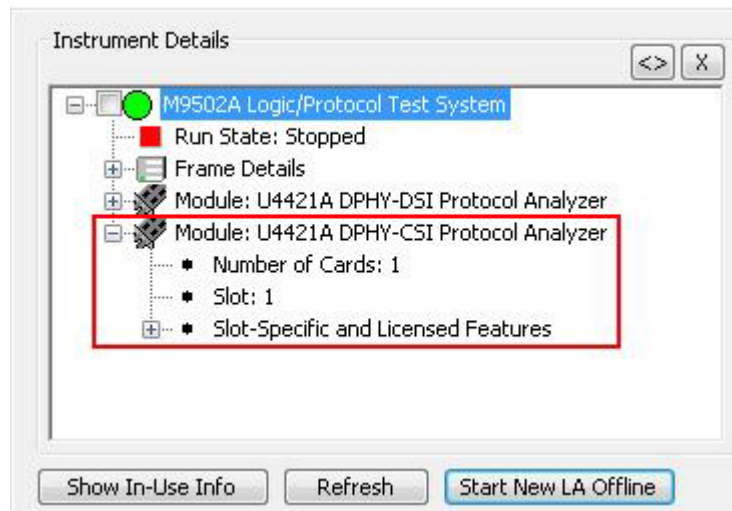 Instrument Details
<> X
M9502A Logic/Protocol Test System
Run State: Stopped
Frame Details
Module: U4421A DPHY-DSI Protocol Analyzer
Module: U4421A DPHY-CSI Protocol Analyzer
Number of Cards: 1
Slot: 1
Slot-Specific and Licensed Features
Show In-Use Info Refresh Start New LA Offline